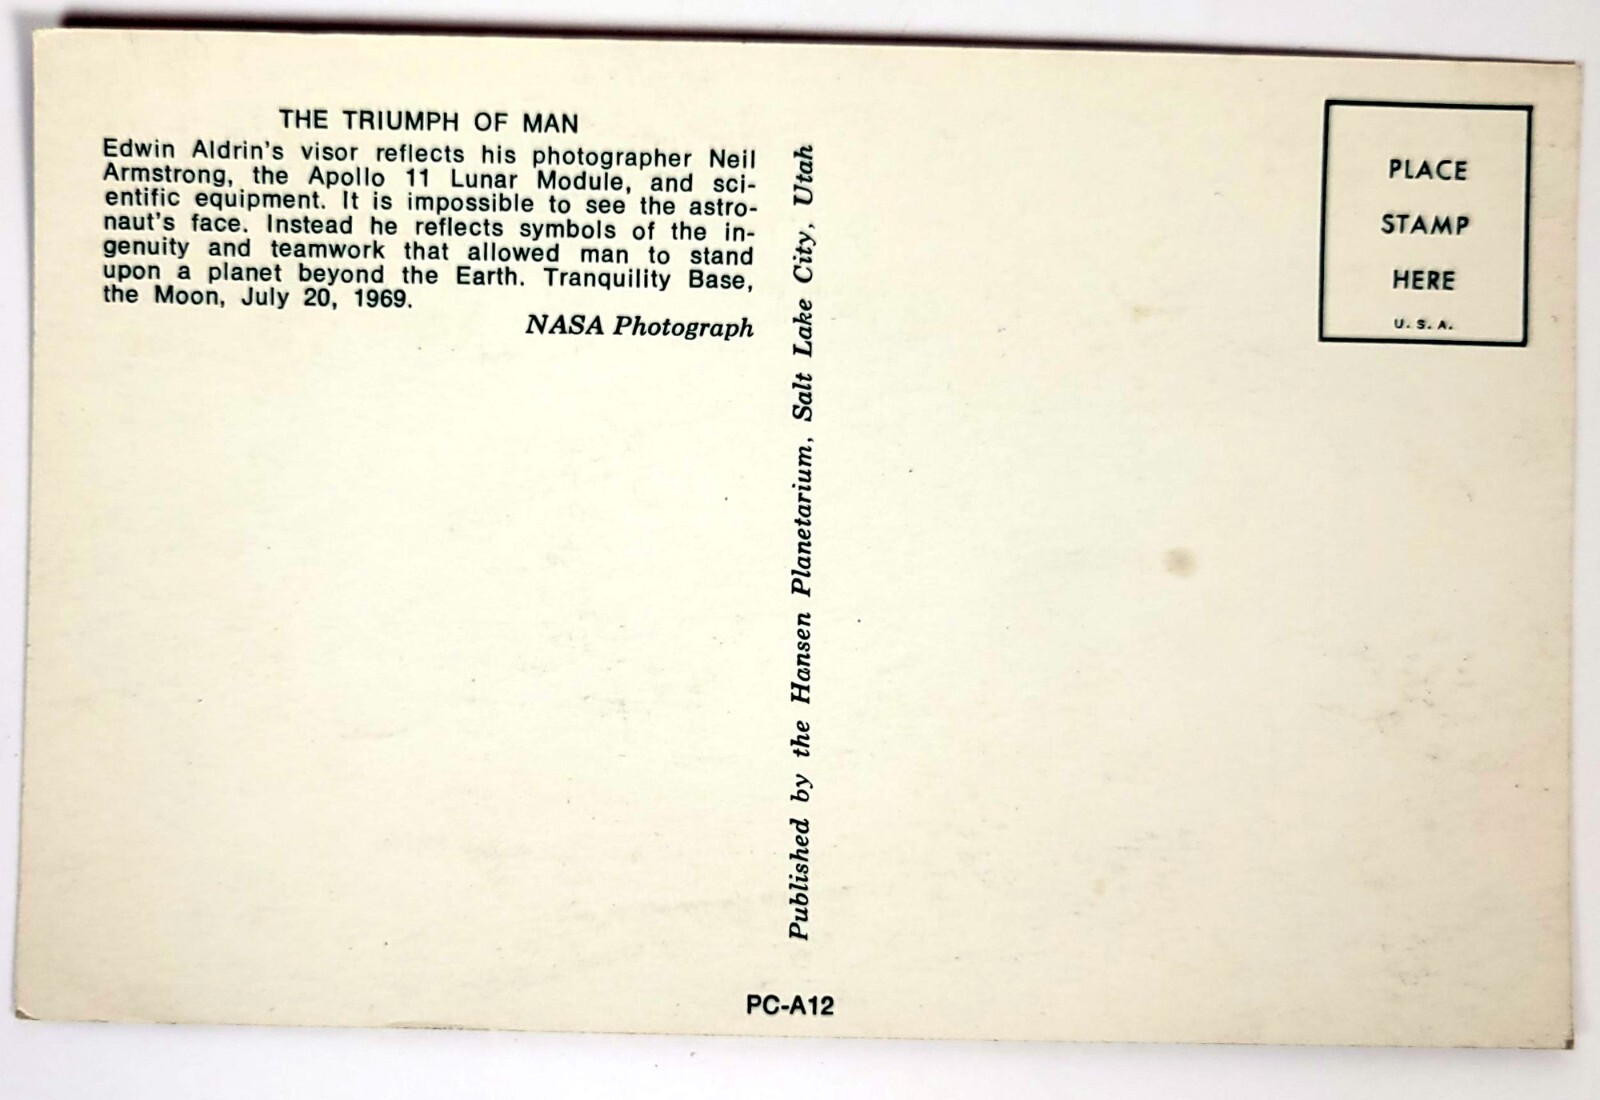 THE TRIUMPH OF MAN
Edwin Aldrin's visor reflects his photographer Neil
Armstrong, the Apollo 11 Lunar Module, and sci-
entific equipment. It is impossible to see the astro-
naut's face. Instead he reflects symbols of the in-
genuity and teamwork that allowed man to stand
upon a planet beyond the Earth. Tranquility Base,
the Moon, July 20, 1969.
NASA Photograph
Published by the Hansen Planetarium, Salt Lake City, Utah
PLACE
STAMP
HERE
U. S. A.
PC-A12